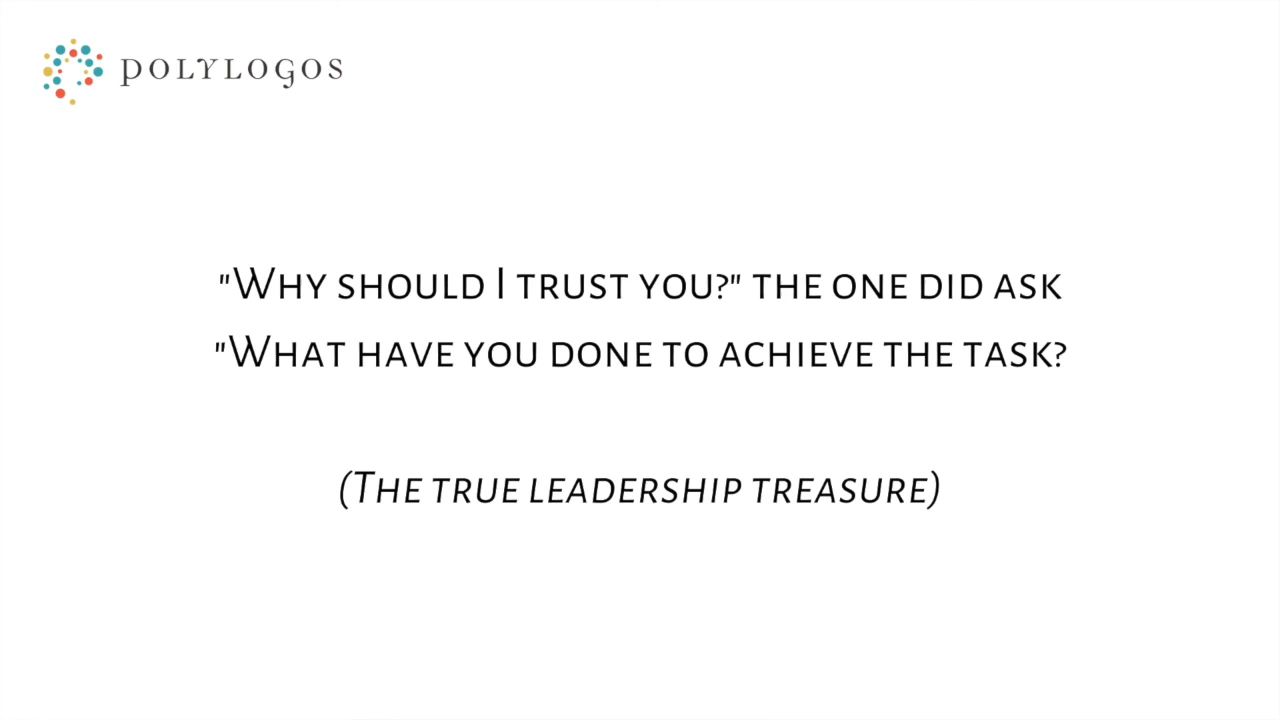 POLYLOGOS
"Why should I trust you?" the one did ask
"What have you done to achieve the task?
(The true leadership treasure)